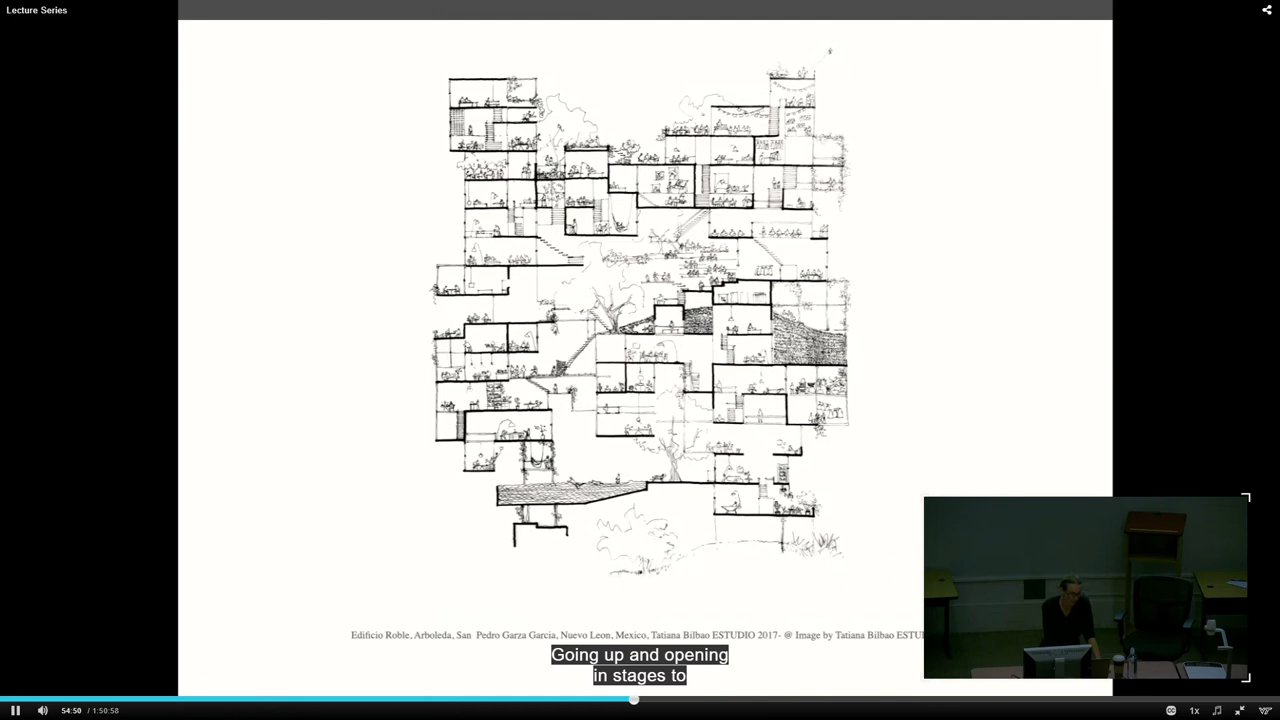 Lecture Series
Edificio Roble, Arboleda, San Pedro Garza Garcia, Nuevo Leon, Mexico, Tatiana Bilbao ESTUDIO 2017- @ Image by Tatiana Bilbao ESTU
Going up and opening
in stages to
54:50 / 1:50:58
CC
1x